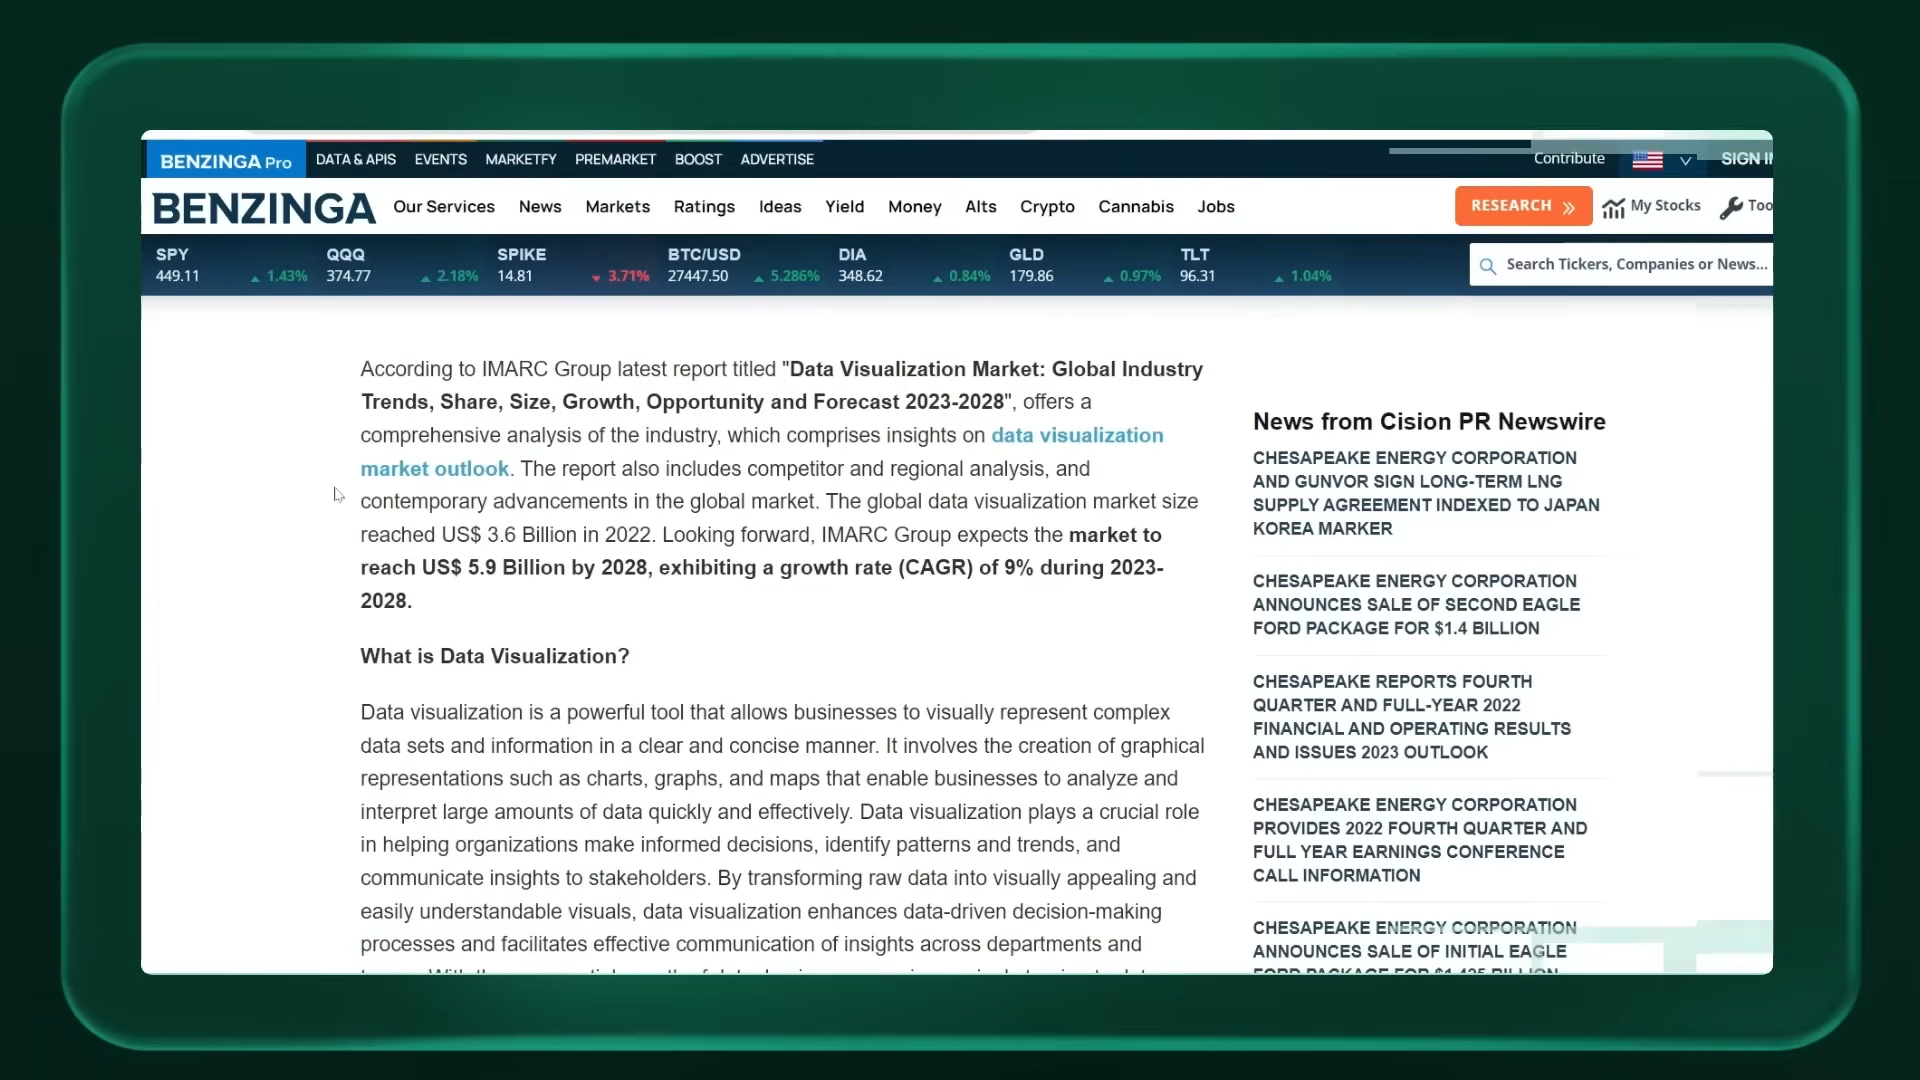 BENZINGA Pro DATA & APIS EVENTS MARKETFY PREMARKET BOOST ADVERTISE Contribute SIGN
BENZINGA Our Services News Markets Ratings Ideas Yield Money Alts Crypto Cannabis Jobs RESEARCH My Stocks
SPY QQQ SPIKE BTC/USD DIA GLD TLT
449.11 1.43% 374.77 2.18% 14.81 3.71% 27447.50 5.286% 348.62 0.84% 179.86 0.97% 96.31 1.04%
Search Tickers, Companies or News...
According to IMARC Group latest report titled "Data Visualization Market: Global Industry
Trends, Share, Size, Growth, Opportunity and Forecast 2023-2028", offers a
comprehensive analysis of the industry, which comprises insights on data visualization
market outlook. The report also includes competitor and regional analysis, and
contemporary advancements in the global market. The global data visualization market size
reached US$ 3.6 Billion in 2022. Looking forward, IMARC Group expects the market to
reach US$ 5.9 Billion by 2028, exhibiting a growth rate (CAGR) of 9% during 2023-
2028.
What is Data Visualization?
Data visualization is a powerful tool that allows businesses to visually represent complex
data sets and information in a clear and concise manner. It involves the creation of graphical
representations such as charts, graphs, and maps that enable businesses to analyze and
interpret large amounts of data quickly and effectively. Data visualization plays a crucial role
in helping organizations make informed decisions, identify patterns and trends, and
communicate insights to stakeholders. By transforming raw data into visually appealing and
easily understandable visuals, data visualization enhances data-driven decision-making
processes and facilitates effective communication of insights across departments and
News from Cision PR Newswire
CHESAPEAKE ENERGY CORPORATION
AND GUNVOR SIGN LONG-TERM LNG
SUPPLY AGREEMENT INDEXED TO JAPAN
KOREA MARKER
CHESAPEAKE ENERGY CORPORATION
ANNOUNCES SALE OF SECOND EAGLE
FORD PACKAGE FOR $1.4 BILLION
CHESAPEAKE REPORTS FOURTH
QUARTER AND FULL-YEAR 2022
FINANCIAL AND OPERATING RESULTS
AND ISSUES 2023 OUTLOOK
CHESAPEAKE ENERGY CORPORATION
PROVIDES 2022 FOURTH QUARTER AND
FULL YEAR EARNINGS CONFERENCE
CALL INFORMATION
CHESAPEAKE ENERGY CORPORATION
ANNOUNCES SALE OF INITIAL EAGLE
FORD PACKAGE FOR $1.425 BILLION